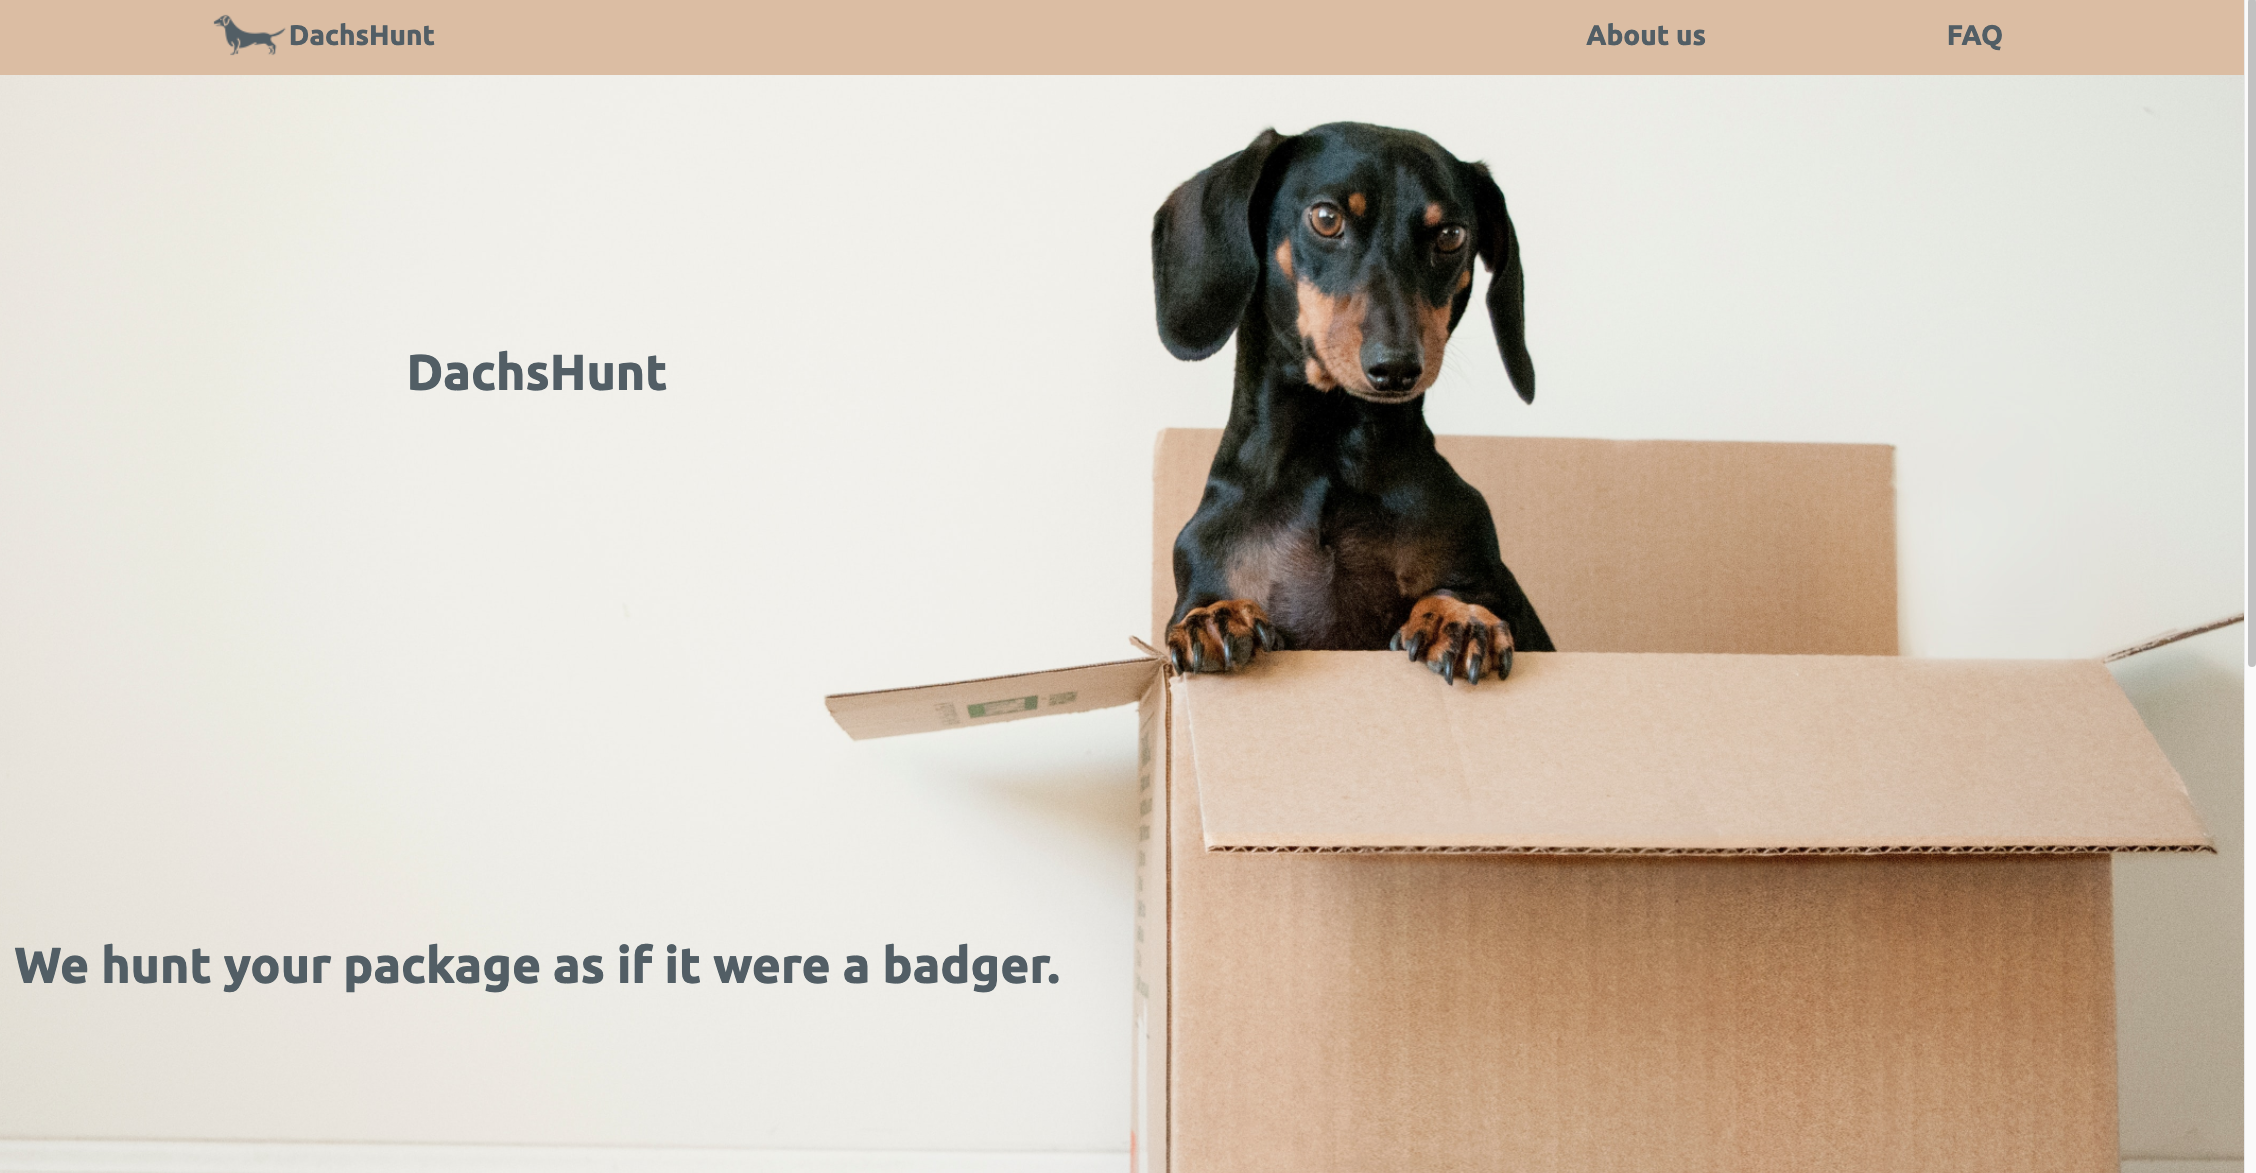 DachsHunt
About us
FAQ
DachsHunt
We hunt your package as if it were a badger.